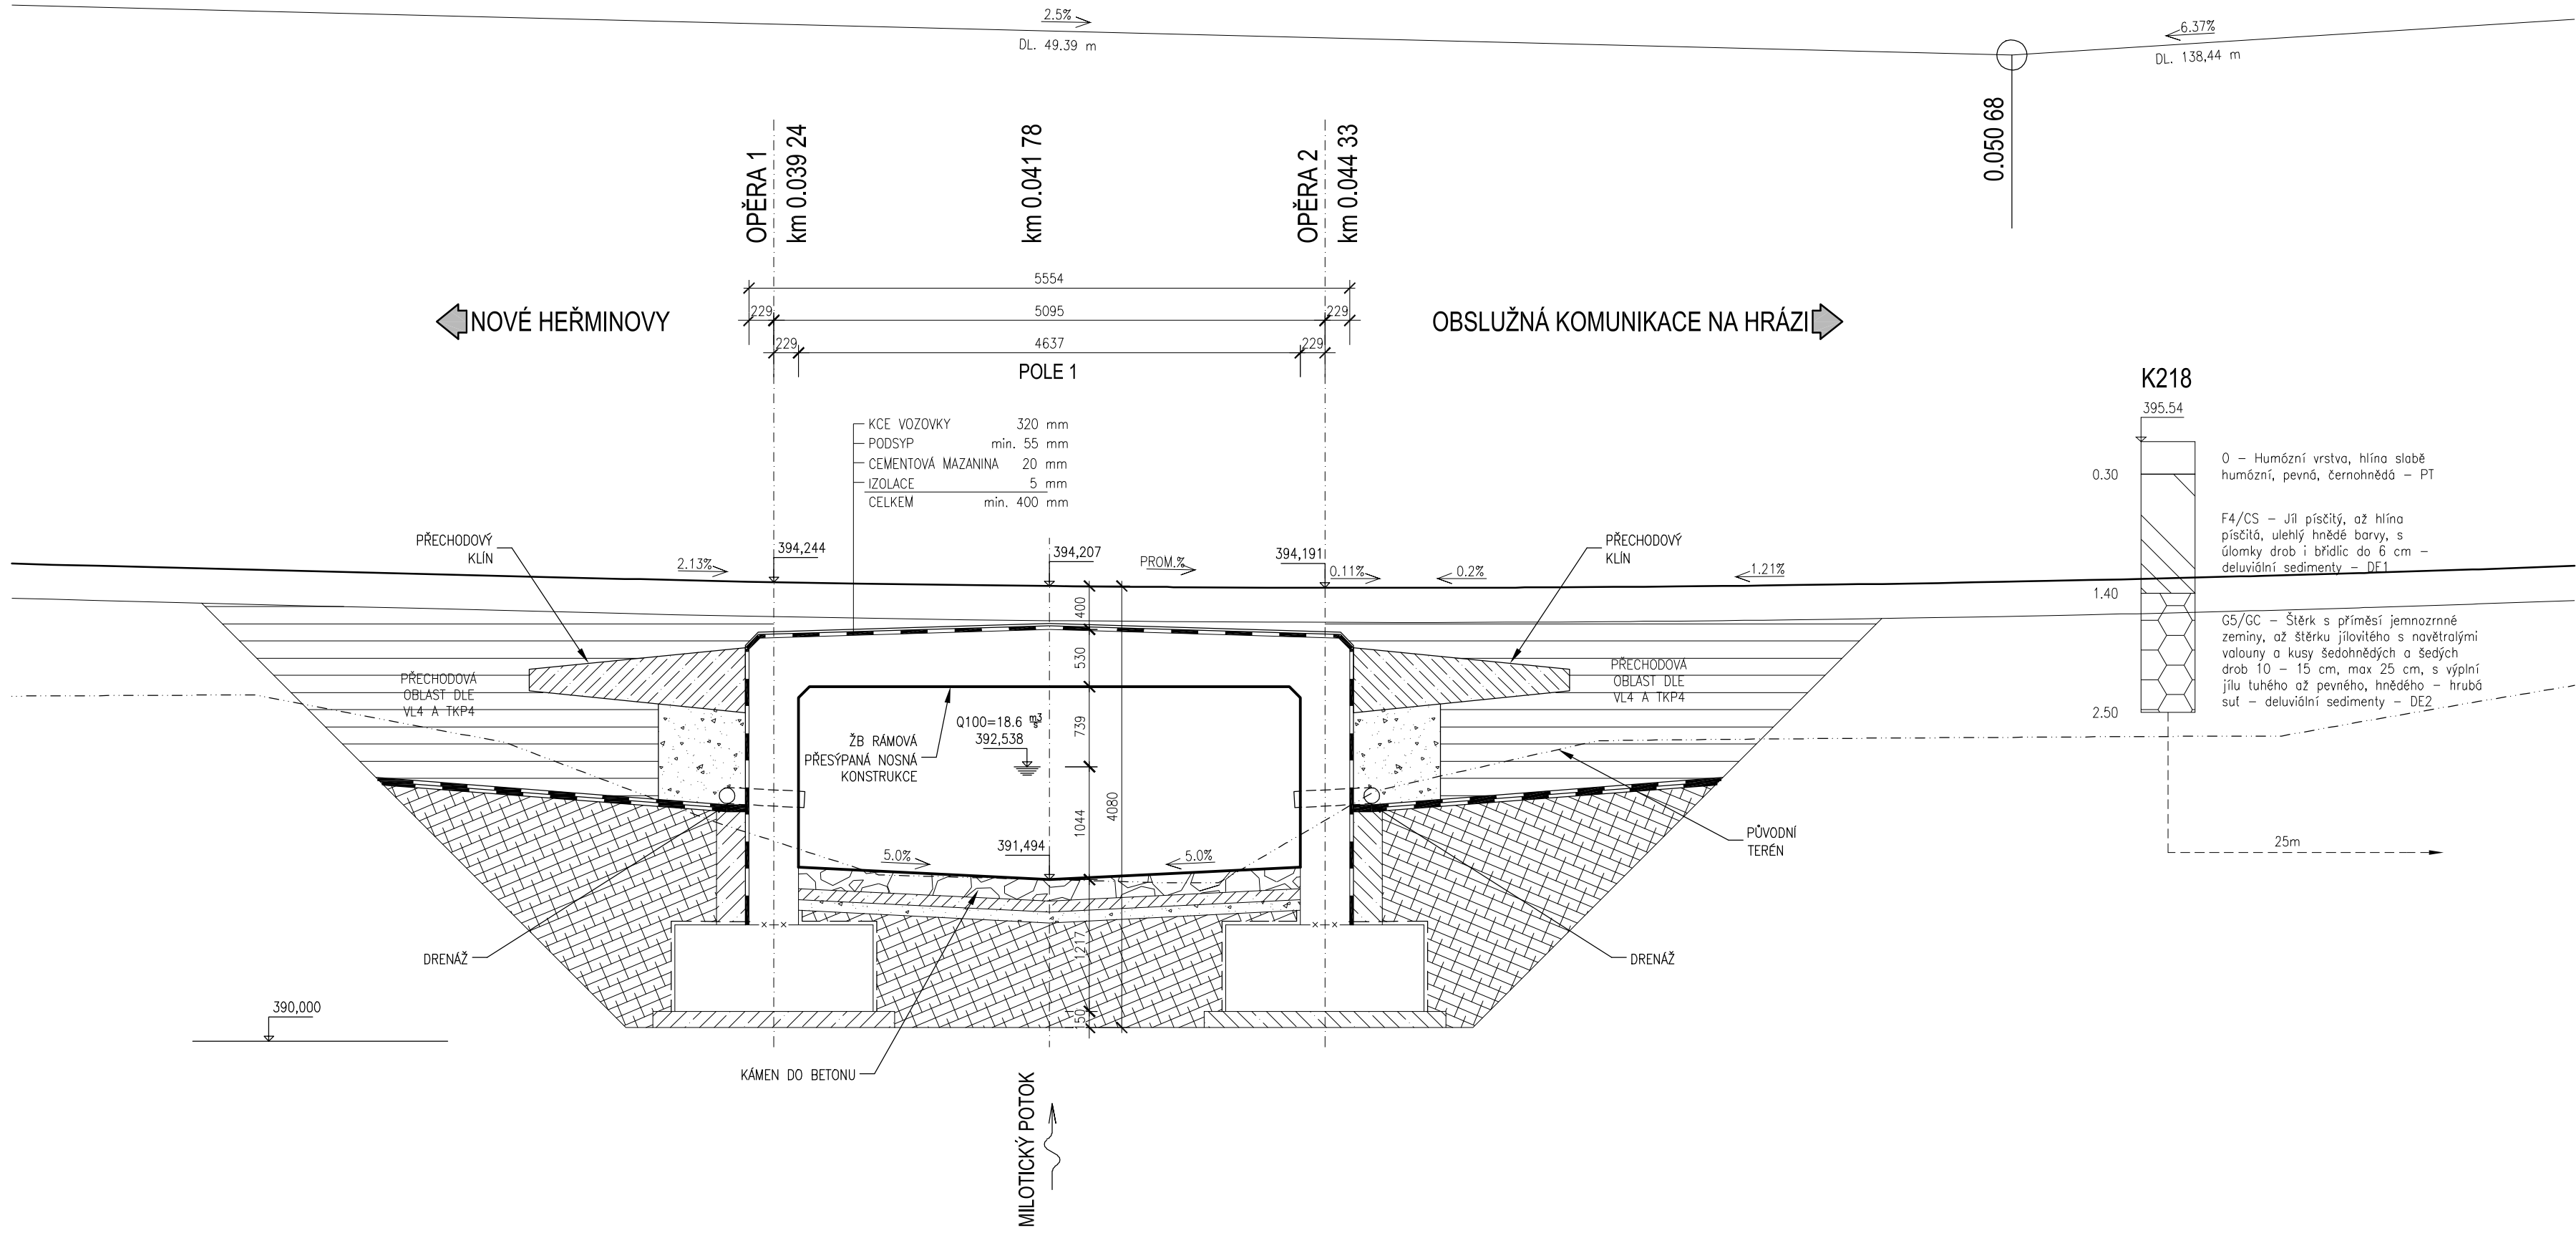 2.5%
DL. 49.39 m
6.37%
DL. 138,44 m
OPĚRA 1
km 0.039 24
km 0.041 78
OPĚRA 2
km 0.044 33
0.050 68
5554
229
5095
229
229
4637
229
POLE 1
NOVÉ HEŘMINOVY
OBSLUŽNÁ KOMUNIKACE NA HRÁZI
KCE VOZOVKY 320 mm
PODSYP min. 55 mm
CEMENTOVÁ MAZANINA 20 mm
IZOLACE 5 mm
CELKEM min. 400 mm
K218
395.54
0.30
1.40
2.50
O – Humózní vrstva, hlína slabě
humózní, pevná, černohnědá – PT
F4/CS – Jíl písčitý, až hlína
písčitá, ulehlý hnědé barvy, s
úlomky drob i břidlic do 6 cm –
deluviální sedimenty – DE1
G5/GC – Štěrk s příměsí jemnozrnné
zeminy, až štěrku jílovitého s navětralými
valouny a kusy šedohnědých a šedých
drob 10 – 15 cm, max 25 cm, s výplní
jílu tuhého až pevného, hnědého – hrubá
suť – deluviální sedimenty – DE2
25m
PŘECHODOVÝ
KLÍN
2.13%
394,244
394,207
PROM.%
394,191
0.11%
0.2%
PŘECHODOVÝ
KLÍN
1.21%
PŘECHODOVÁ
OBLAST DLE
VL4 A TKP4
PŘECHODOVÁ
OBLAST DLE
VL4 A TKP4
400
530
739
1044
4080
1217
150
Q100=18.6 m3
392,538
ŽB RÁMOVÁ
PŘESÝPANÁ NOSNÁ
KONSTRUKCE
391,494
5.0%
5.0%
PŮVODNÍ
TERÉN
DRENÁŽ
DRENÁŽ
390,000
KÁMEN DO BETONU
MILOTICKÝ POTOK